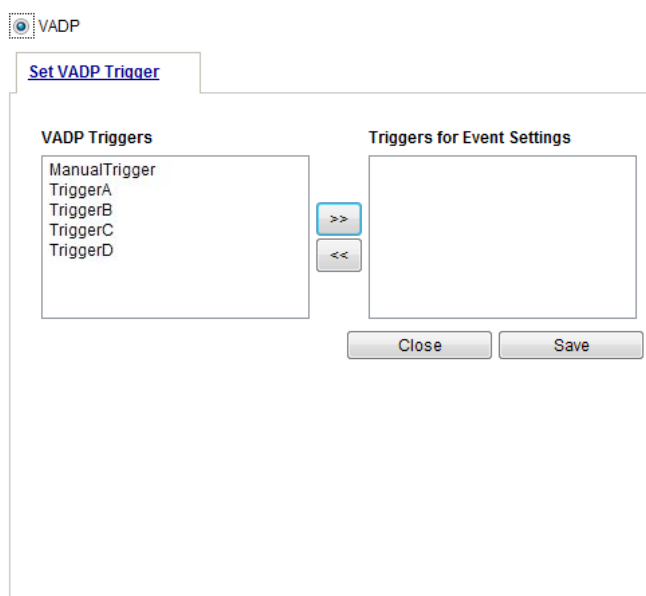 VADP
Set VADP Trigger
VADP Triggers
Triggers for Event Settings
ManualTrigger
TriggerA
TriggerB
TriggerC
TriggerD
>>
<<
Close
Save